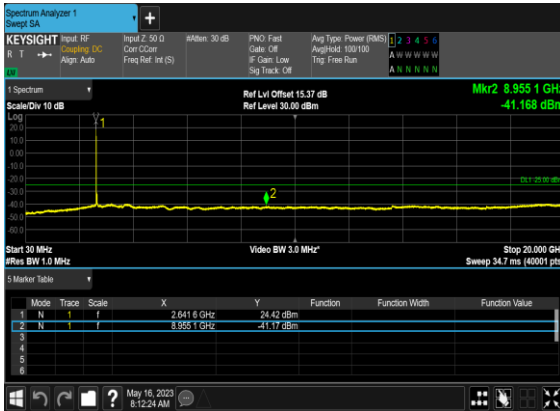 Spectrum Analyzer 1
Swept SA
+
KEYSIGHT Input: RF Input Z: 50 Ω #Atten: 30 dB PNO: Fast Avg Type: Power (RMS) 1 2 3 4 5 6
R T Coupling: DC Corr CCorr Gate: Off Avg|Hold: 100/100 A W W W W W
Align: Auto Freq Ref: Int (S) IF Gain: Low Trig: Free Run
LXI Sig Track: Off A N N N N N
1 Spectrum Ref Lvl Offset 15.37 dB Mkr2 8.955 1 GHz
Scale/Div 10 dB Ref Level 30.00 dBm -41.168 dBm
Log
1
20.0
10.0
0.00
-10.0
-20.0
DL1 -25.00 dBm
-30.0
2
-40.0
-50.0
-60.0
Start 30 MHz Video BW 3.0 MHz* Stop 20.000 GHz
#Res BW 1.0 MHz Sweep 34.7 ms (40001 pts)
5 Marker Table
Mode Trace Scale X Y Function Function Width Function Value
1 N 1 f 2.641 6 GHz 24.42 dBm
2 N 1 f 8.955 1 GHz -41.17 dBm
3
4
5
6
? May 16, 2023
8:12:24 AM